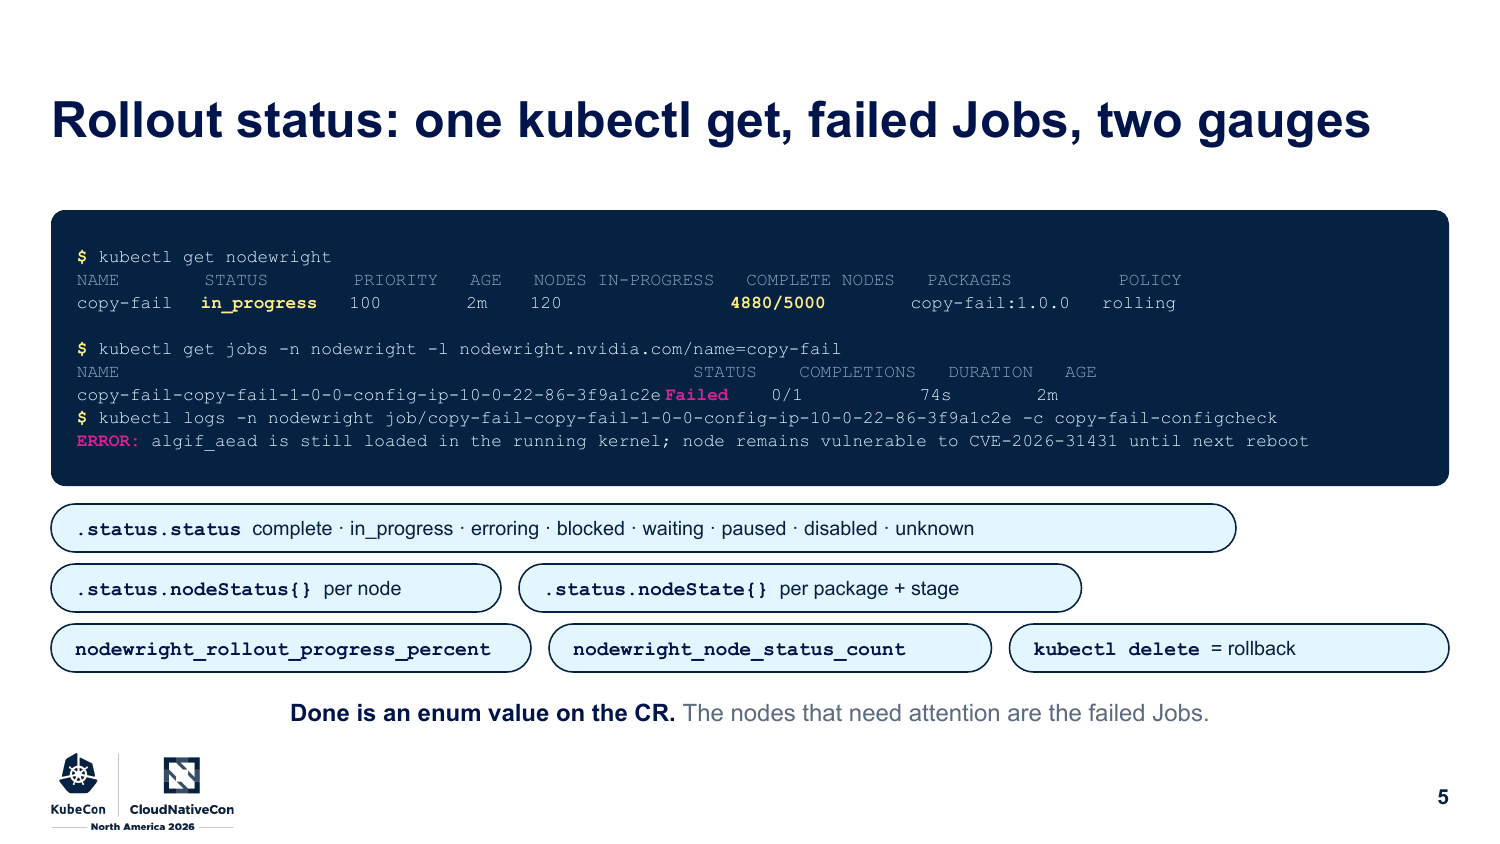 Rollout status: one kubectl get, failed Jobs, two gauges
$ kubectl get nodewright
NAME STATUS PRIORITY AGE NODES IN-PROGRESS COMPLETE NODES PACKAGES POLICY
copy-fail in_progress 100 2m 120 4880/5000 copy-fail:1.0.0 rolling
$ kubectl get jobs -n nodewright -l nodewright.nvidia.com/name=copy-fail
NAME STATUS COMPLETIONS DURATION AGE
copy-fail-copy-fail-1-0-0-config-ip-10-0-22-86-3f9a1c2e Failed 0/1 74s 2m
$ kubectl logs -n nodewright job/copy-fail-copy-fail-1-0-0-config-ip-10-0-22-86-3f9a1c2e -c copy-fail-configcheck
ERROR: algif_aead is still loaded in the running kernel; node remains vulnerable to CVE-2026-31431 until next reboot
.status.status complete · in_progress · erroring · blocked · waiting · paused · disabled · unknown
.status.nodeStatus{} per node
.status.nodeState{} per package + stage
nodewright_rollout_progress_percent
nodewright_node_status_count
kubectl delete = rollback
Done is an enum value on the CR. The nodes that need attention are the failed Jobs.
KubeCon
CloudNativeCon
North America 2026
5